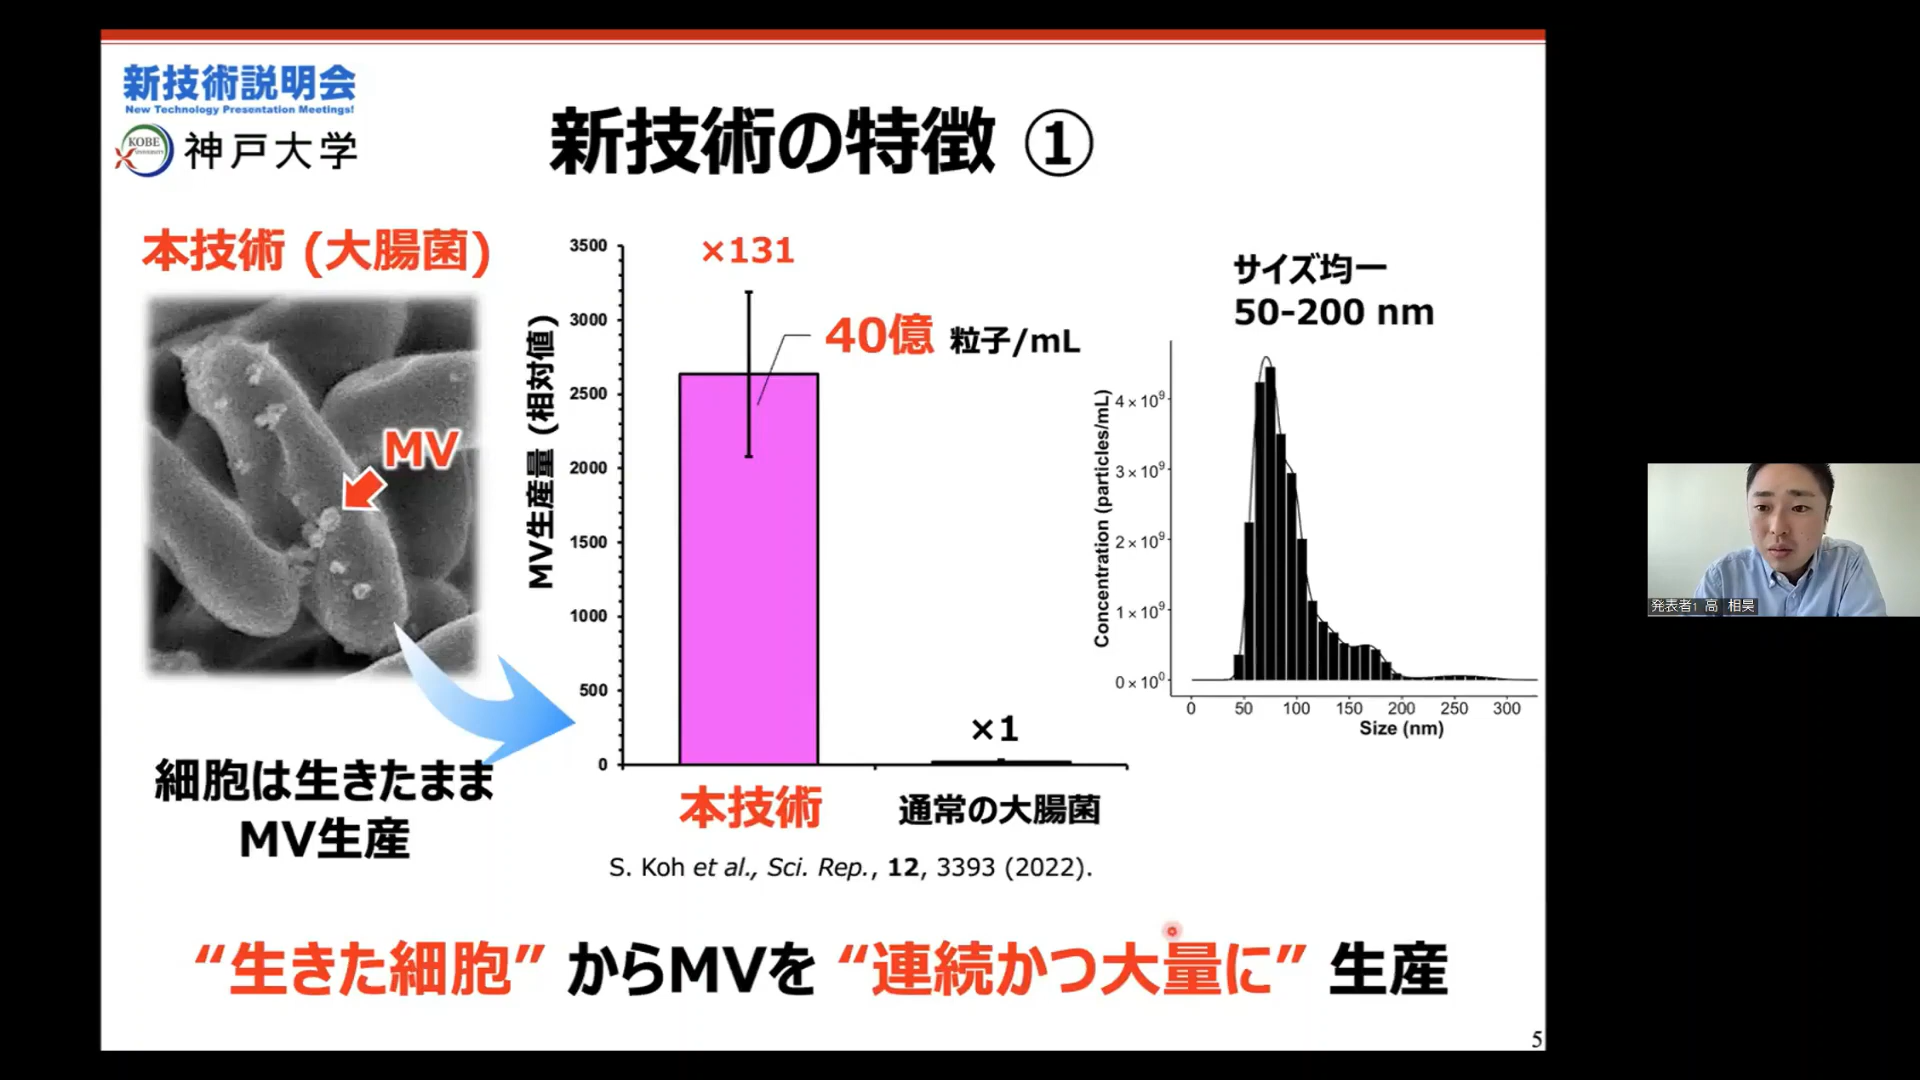 新技術説明会
New Technology Presentation Meetings!
KOBE
UNIVERSITY
神戸大学
新技術の特徴 ①
本技術 (大腸菌)
MV
細胞は生きたまま
MV生産
MV生産量 (相対値)
3500
3000
2500
2000
1500
1000
500
0
×131
40億 粒子/mL
×1
本技術
通常の大腸菌
S. Koh et al., Sci. Rep., 12, 3393 (2022).
サイズ均一
50-200 nm
Concentration (particles/mL)
4×10⁹
3×10⁹
2×10⁹
1×10⁹
0×10⁰
0 50 100 150 200 250 300
Size (nm)
“生きた細胞” からMVを “連続かつ大量に” 生産
5
発表者1 高 相昊